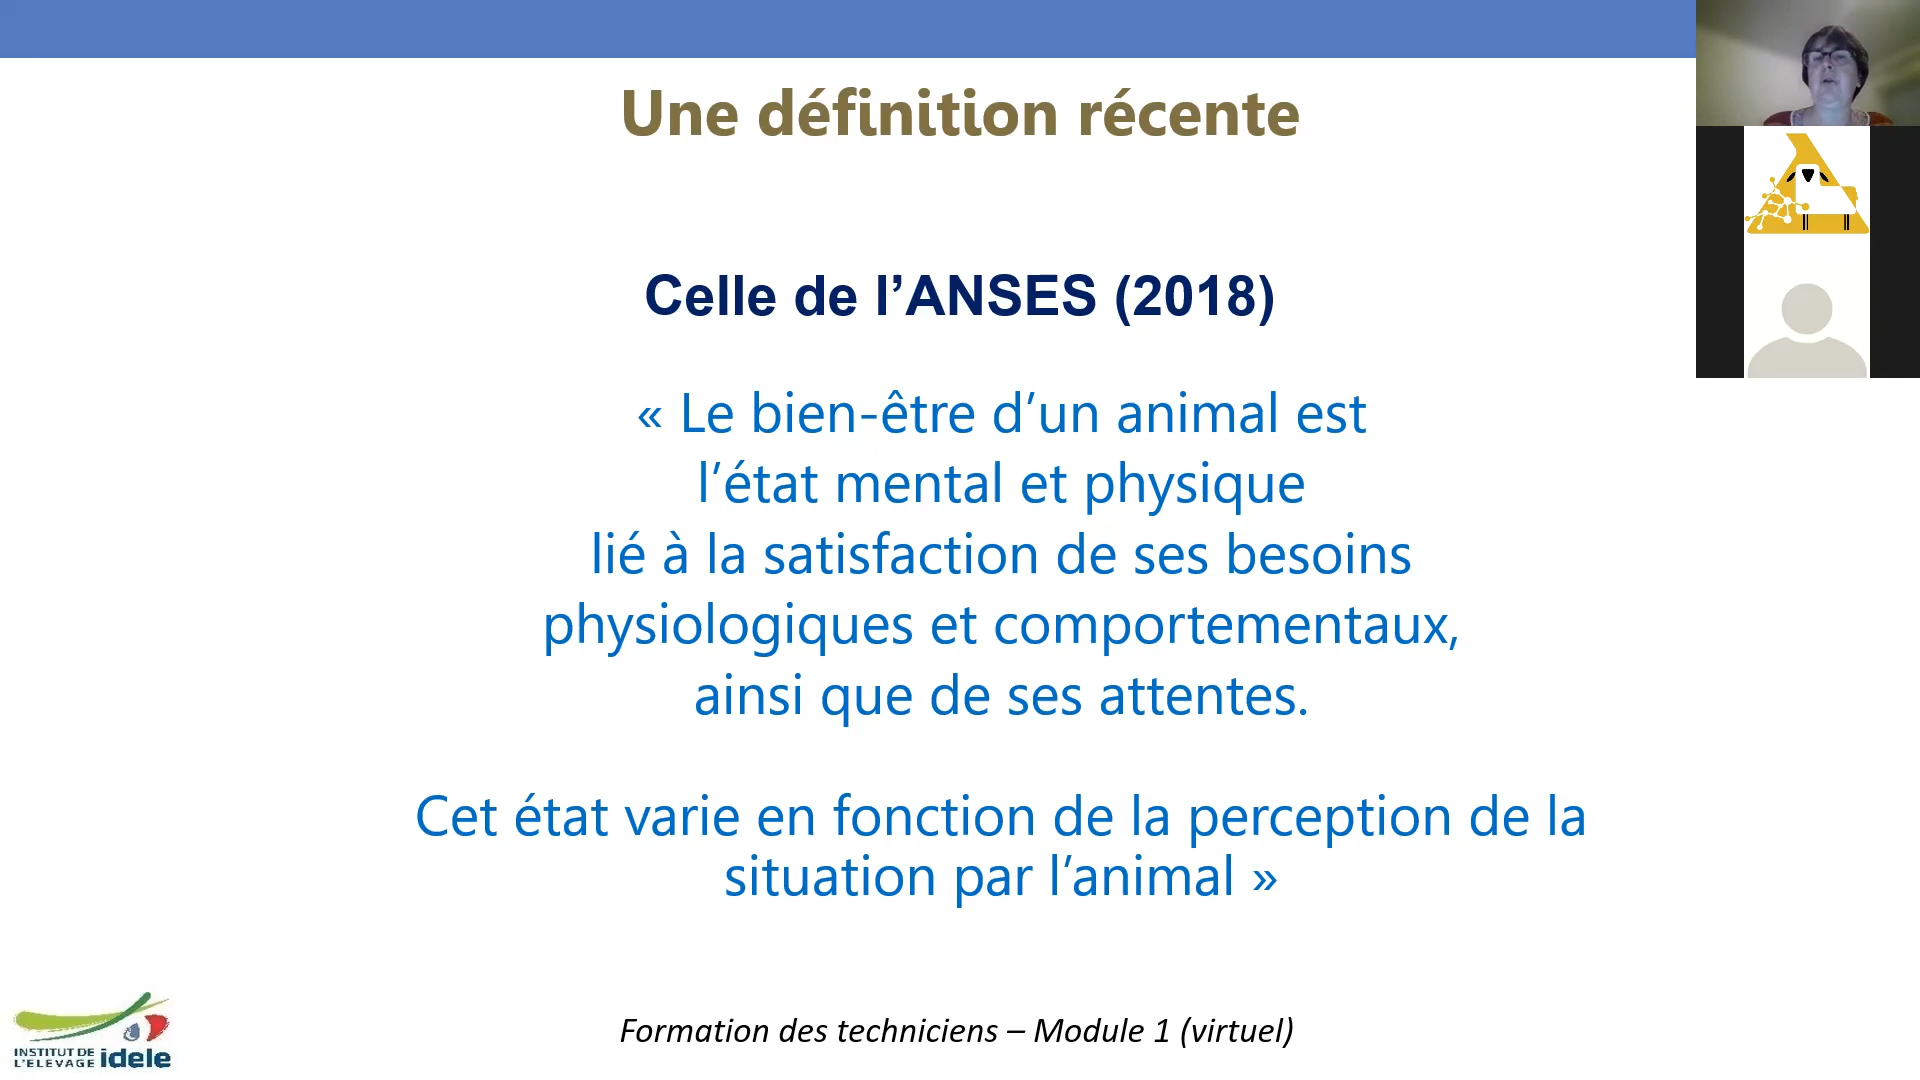 Une définition récente
Celle de l’ANSES (2018)
« Le bien-être d’un animal est
l’état mental et physique
lié à la satisfaction de ses besoins
physiologiques et comportementaux,
ainsi que de ses attentes.
Cet état varie en fonction de la perception de la
situation par l’animal »
INSTITUT DE
L'ELEVAGE idele
Formation des techniciens – Module 1 (virtuel)